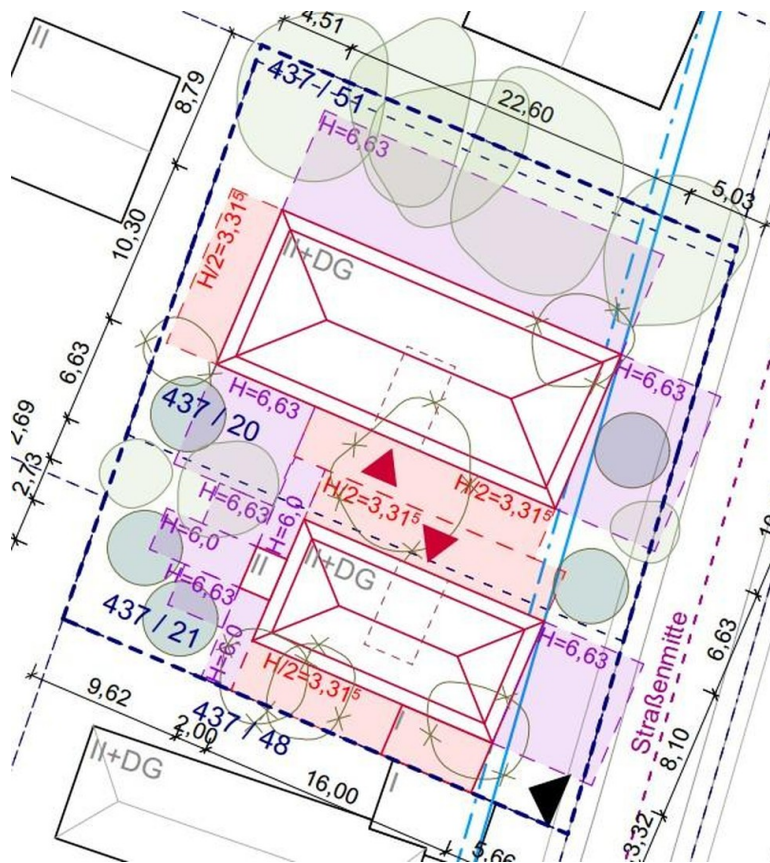 II
4,51
437 / 51
8,79
22,60
H=6,63
5,03
H/2=3,31⁵
II+DG
10,30
H=6,63
6,63
H=6,63
437 / 20
2,69
2,73
H/2=3,31⁵
H/2=3,31⁵
H=6,63
H=6,0
H=6,0
II
II+DG
H=6,63
437 / 21
H=6,0
H=6,63
H/2=3,31⁵
6,63
Straßenmitte
9,62
437 / 48
2,00
I
8,10
II+DG
16,00
I
3,32
5,66